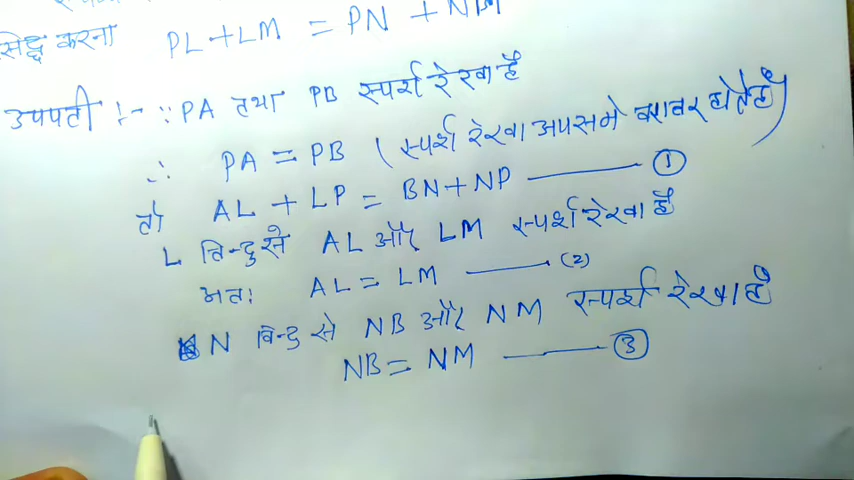 सिद्ध करना PL+LM = PN + NM
उपपती :- ∵ PA तथा PB स्पर्श रेखा है
∴ PA = PB ( स्पर्श रेखा अपसमे बराबर होतेहै)
तो AL + LP = BN+NP ——— ①
L बिन्दुसे AL और LM स्पर्श रेखा है
अतः AL = LM ——— (2)
N बिन्दु से NB और NM स्पर्श रेखा है
NB = NM ——— ③